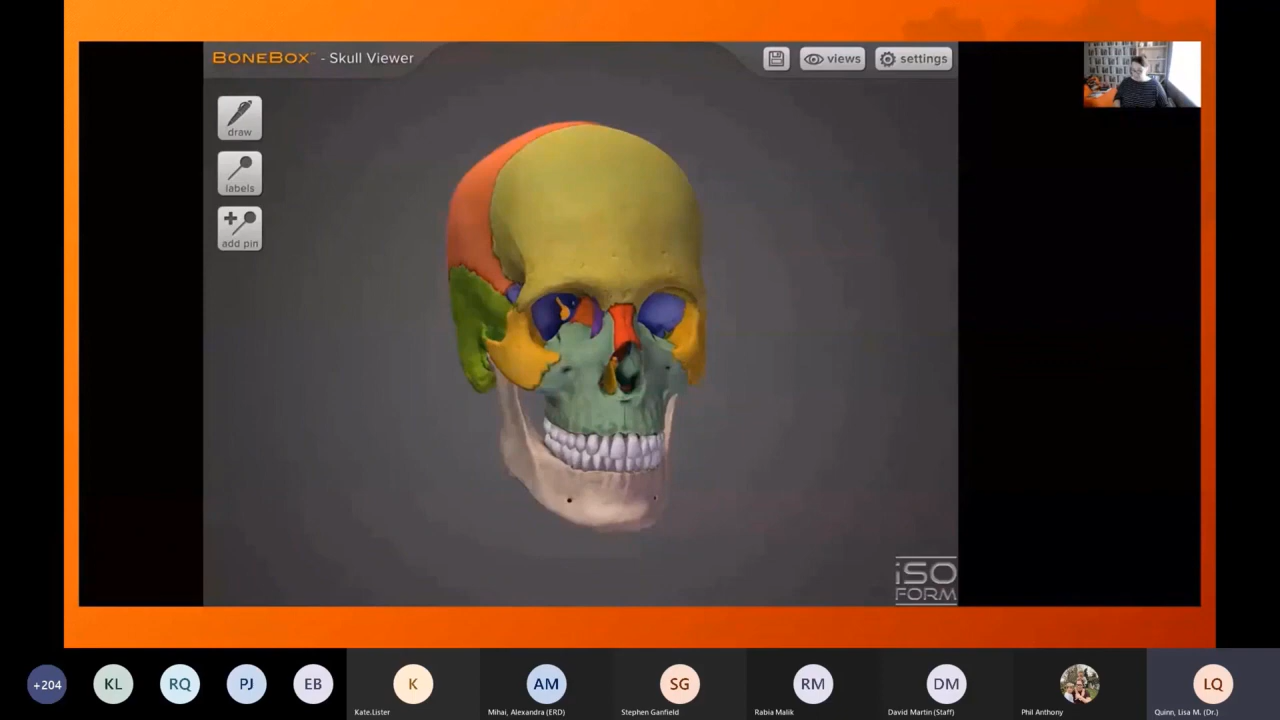 BONEBOX™ - Skull Viewer
views
settings
draw
labels
add pin
iSO
FORM
+204
KL
RQ
PJ
EB
K
AM
SG
RM
DM
LQ
Kate.Lister
Mihai, Alexandra (ERD)
Stephen Ganfield
Rabia Malik
David Martin (Staff)
Phil Anthony
Quinn, Lisa M. (Dr.)